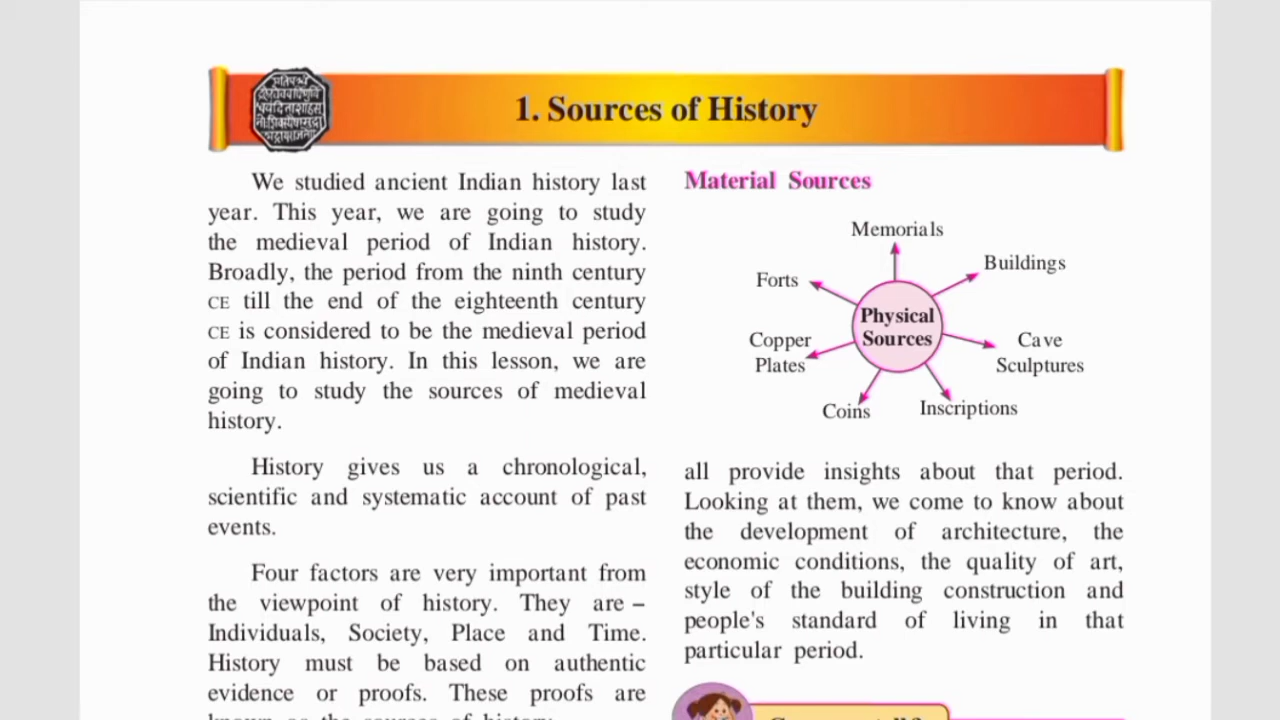 1. Sources of History
We studied ancient Indian history last
year. This year, we are going to study
the medieval period of Indian history.
Broadly, the period from the ninth century
CE till the end of the eighteenth century
CE is considered to be the medieval period
of Indian history. In this lesson, we are
going to study the sources of medieval
history.
History gives us a chronological,
scientific and systematic account of past
events.
Four factors are very important from
the viewpoint of history. They are –
Individuals, Society, Place and Time.
History must be based on authentic
evidence or proofs. These proofs are
known as the sources of history.
Material Sources
Memorials
Buildings
Forts
Physical
Sources
Copper
Plates
Cave
Sculptures
Coins
Inscriptions
all provide insights about that period.
Looking at them, we come to know about
the development of architecture, the
economic conditions, the quality of art,
style of the building construction and
people's standard of living in that
particular period.